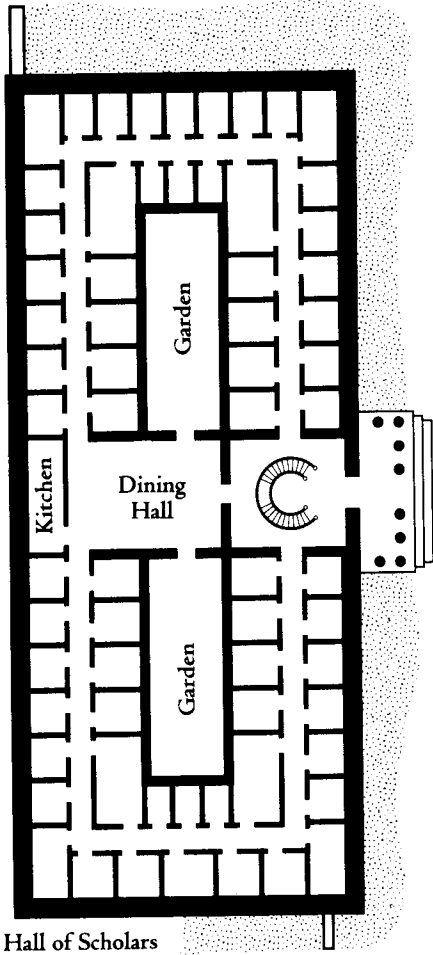 Garden
Kitchen
Dining
Hall
Garden
Hall of Scholars